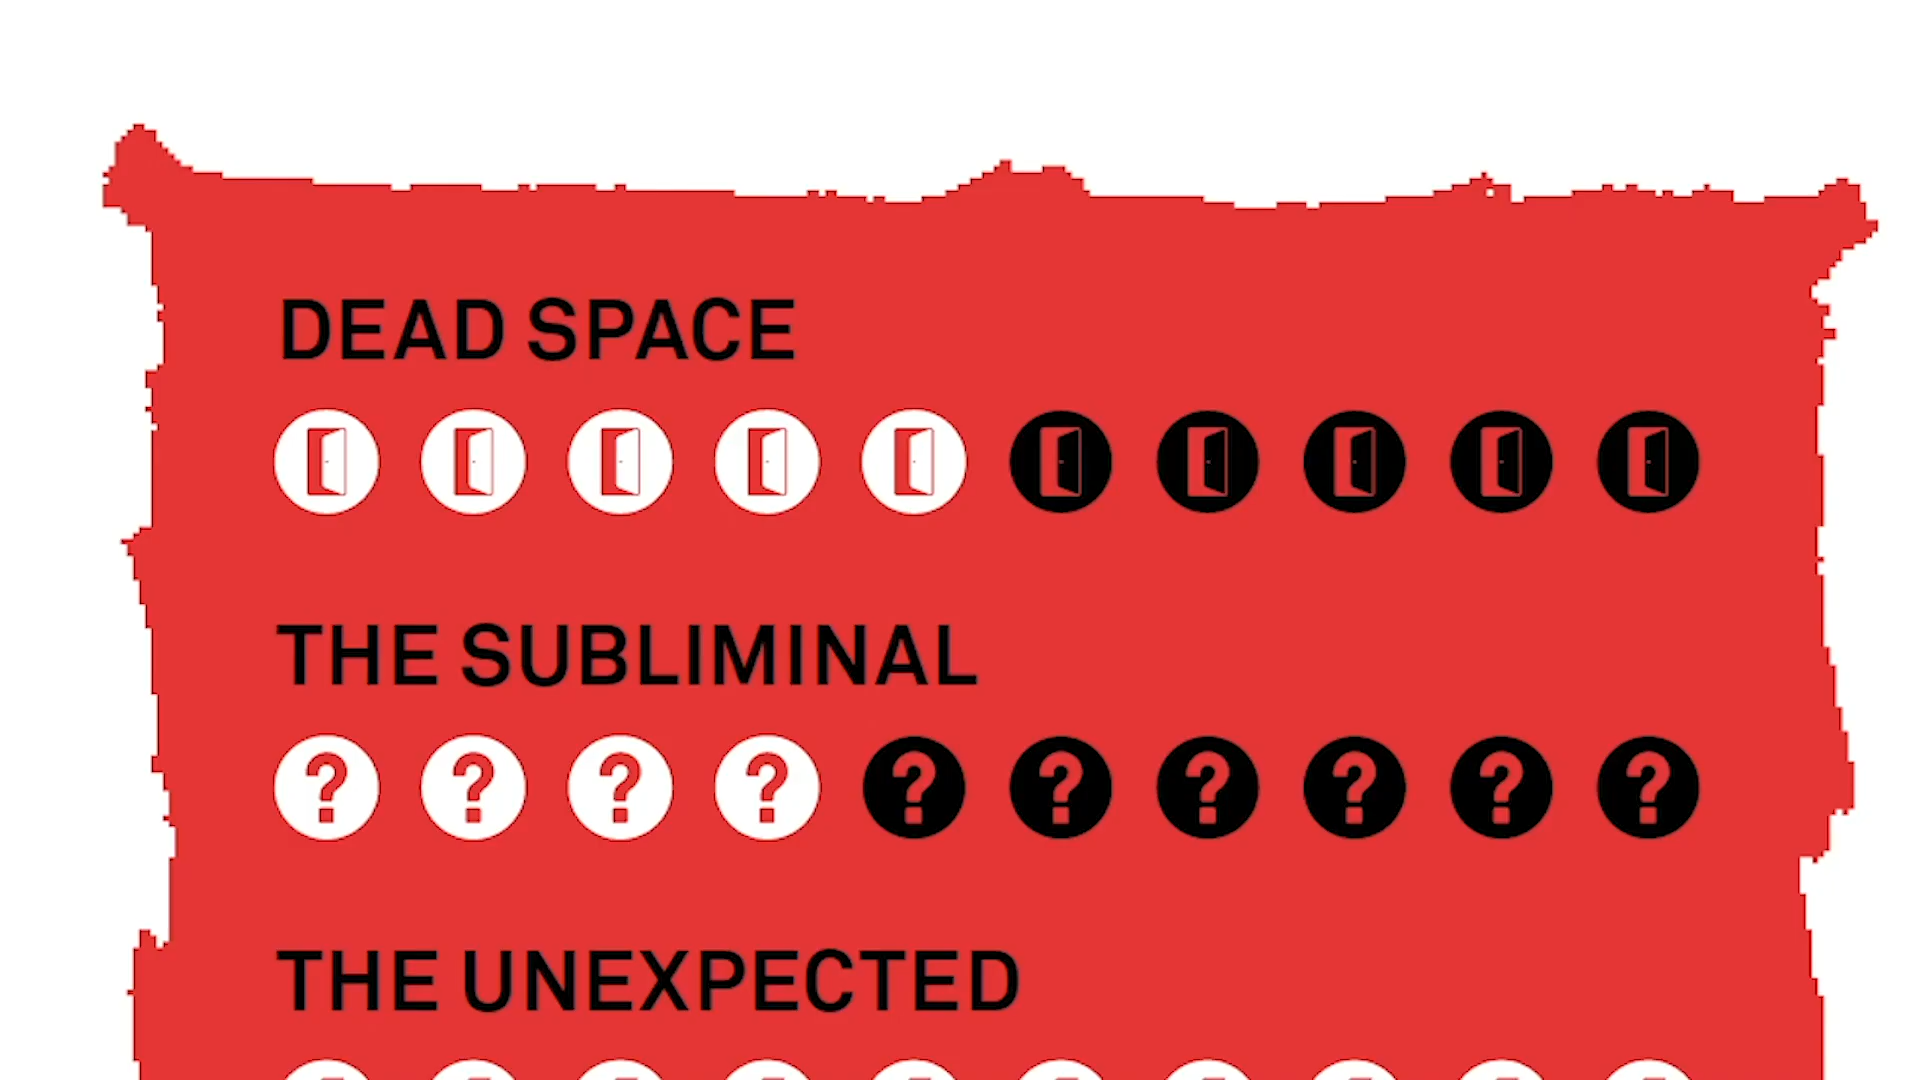 DEAD SPACE
THE SUBLIMINAL
? ? ? ? ? ? ? ? ? ?
THE UNEXPECTED